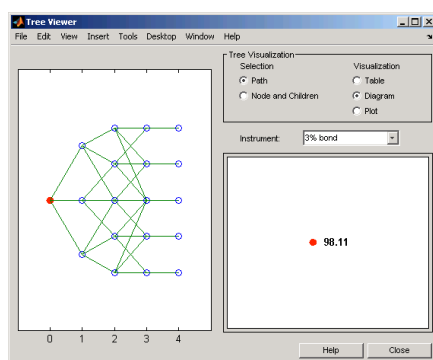 Tree Viewer
File Edit View Insert Tools Desktop Window Help
Tree Visualization
Selection
Visualization
Path
Table
Node and Children
Diagram
Plot
Instrument:
3% bond
98.11
0 1 2 3 4
Help
Close